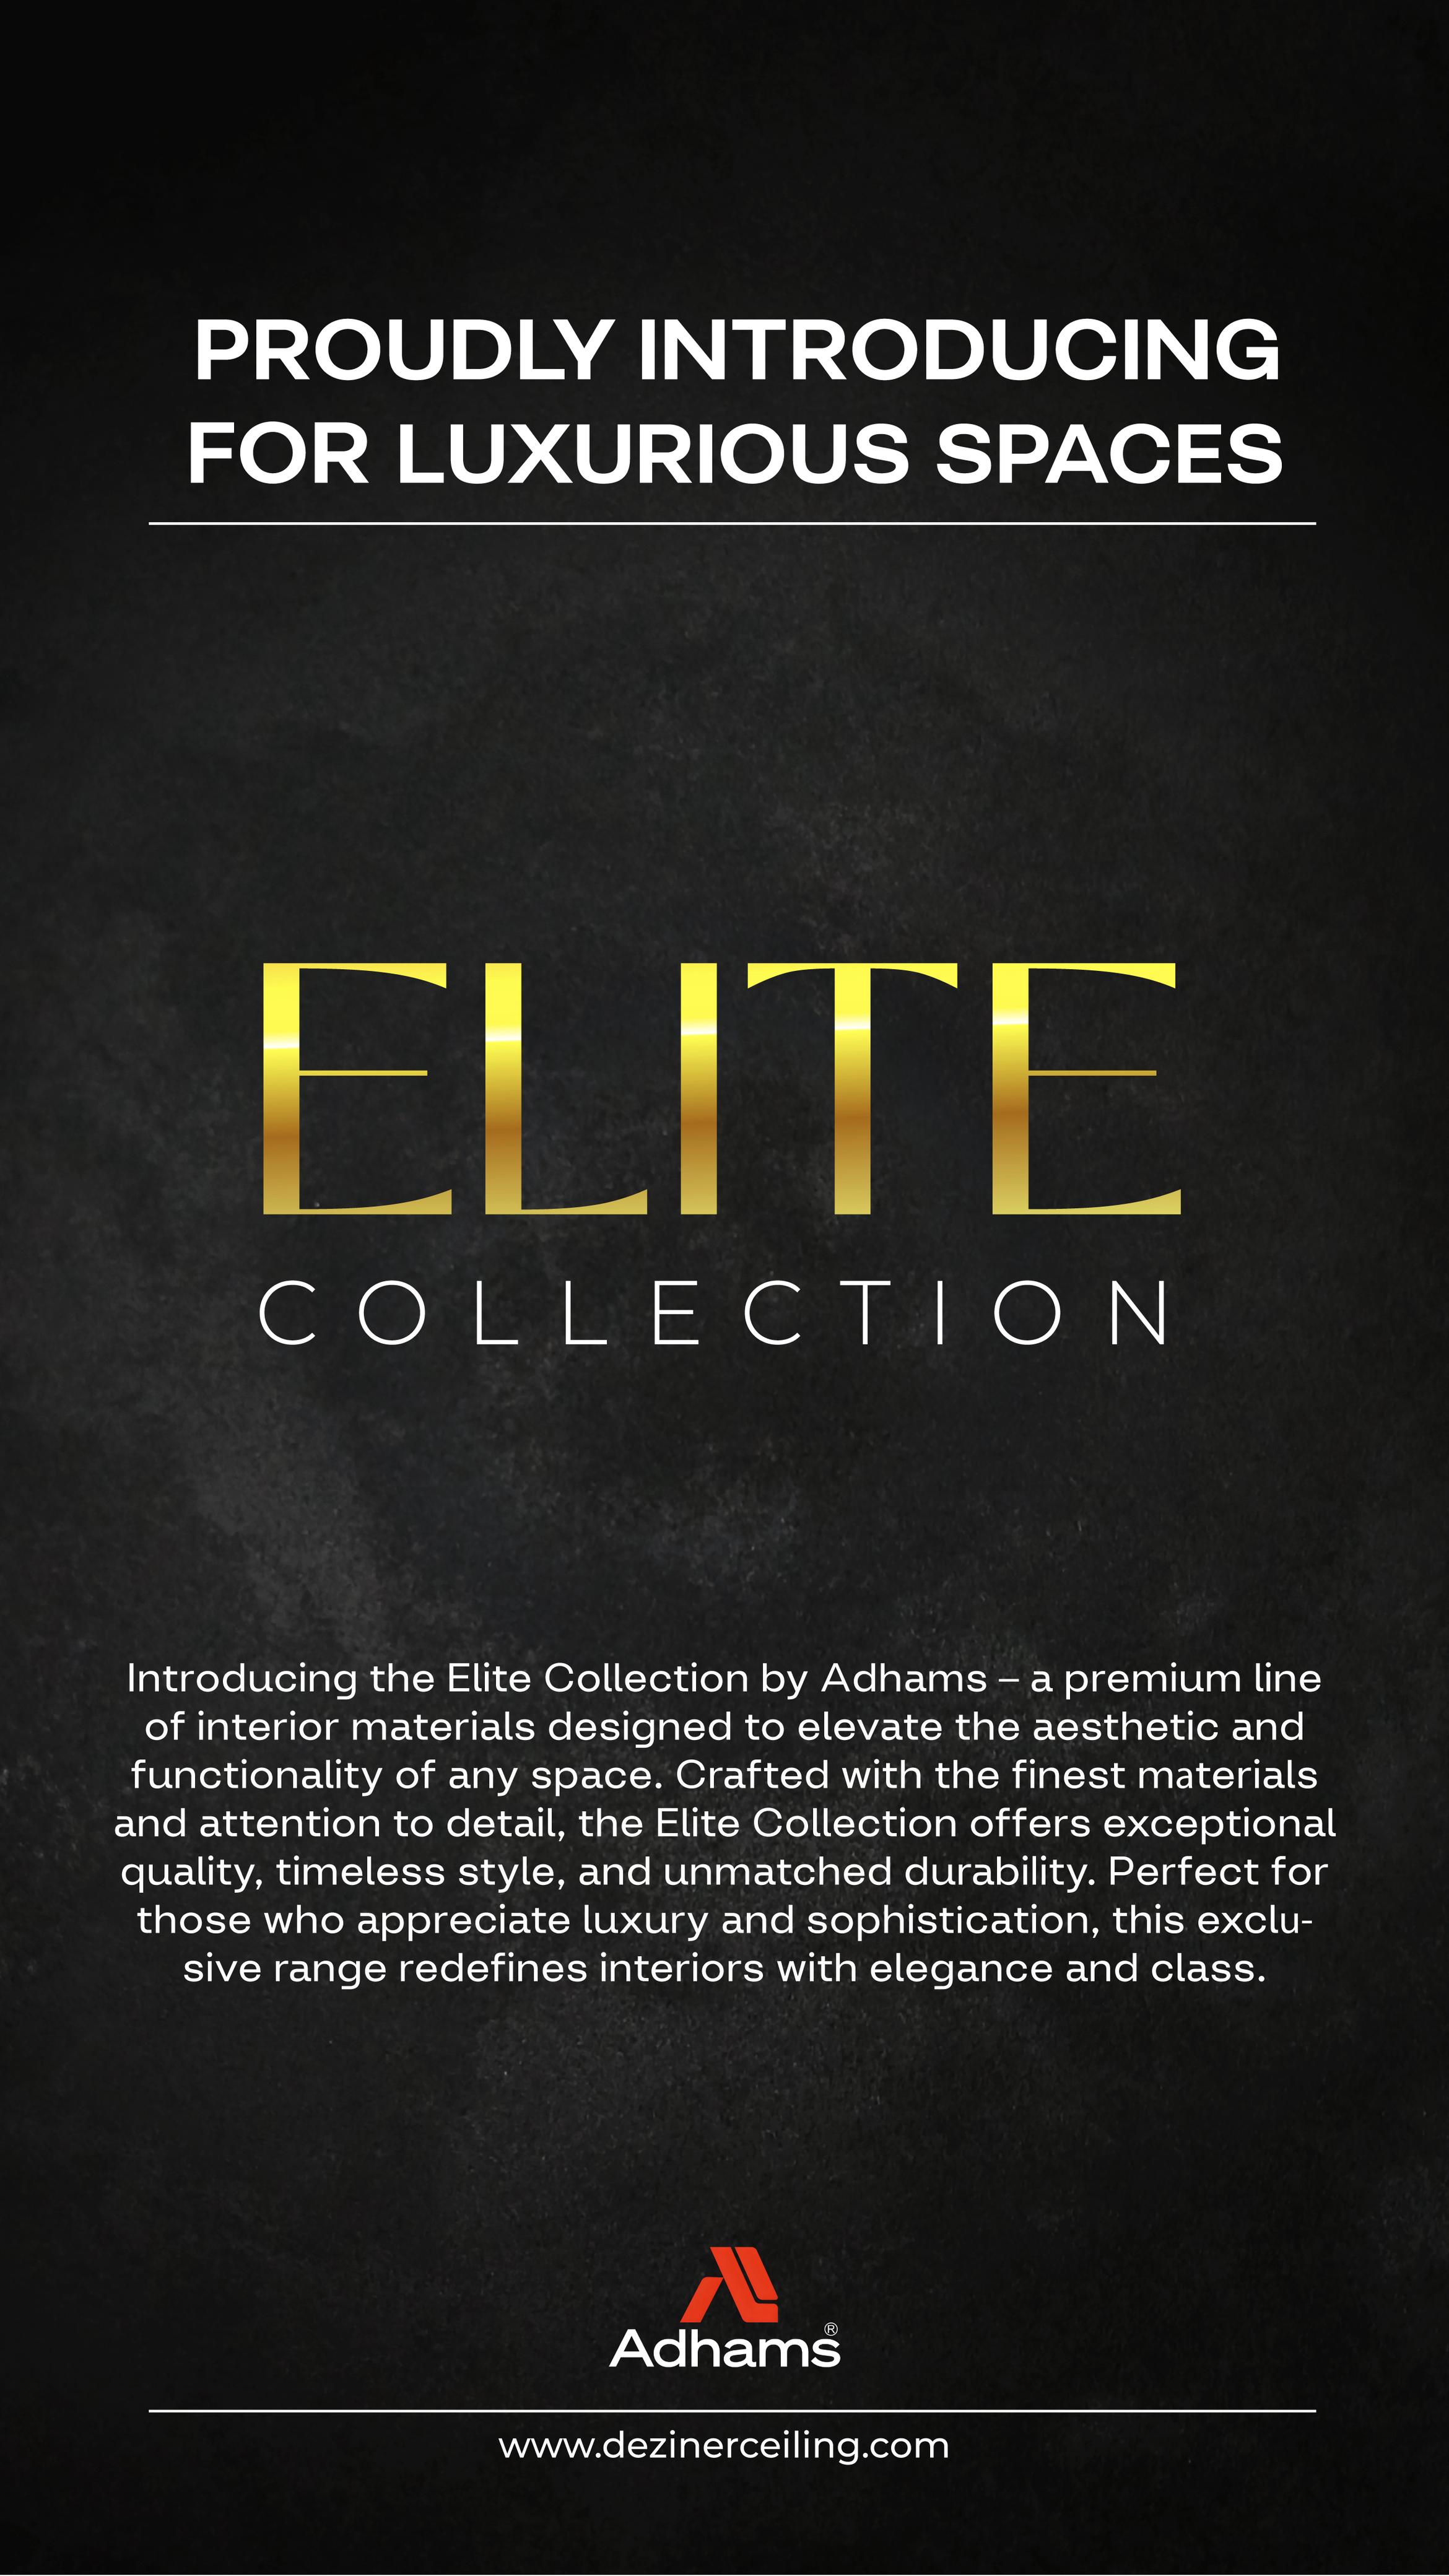 PROUDLY INTRODUCING
FOR LUXURIOUS SPACES
ELITE
COLLECTION
Introducing the Elite Collection by Adhams – a premium line
of interior materials designed to elevate the aesthetic and
functionality of any space. Crafted with the finest materials
and attention to detail, the Elite Collection offers exceptional
quality, timeless style, and unmatched durability. Perfect for
those who appreciate luxury and sophistication, this exclu-
sive range redefines interiors with elegance and class.
Adhams®
www.dezinerceiling.com